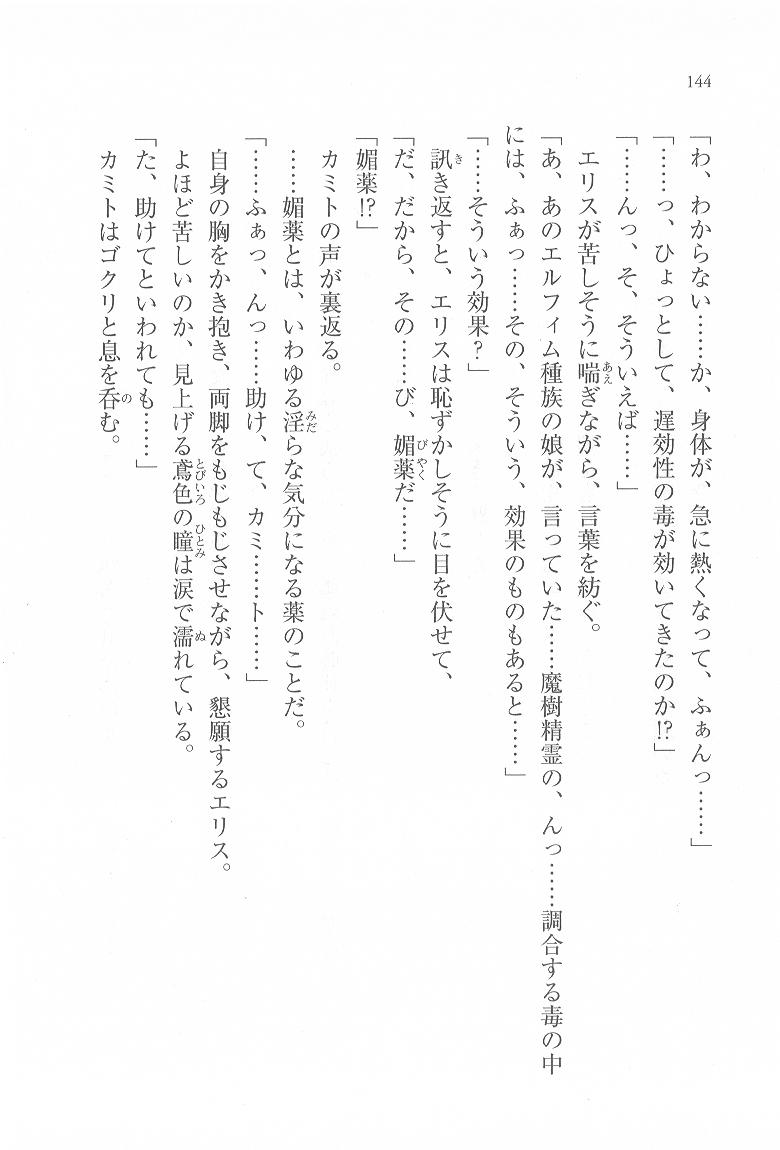 144
「わ、わからない……か、身体が、急に熱くなって、ふぁんっ……」
「……っ、ひょっとして、遅効性の毒が効いてきたのか!?」
「……んっ、そ、そういえば……」
エリスが苦しそうに喘ぎながら、言葉を紡ぐ。
「あ、あのエルフィム種族の娘が、言っていた……魔樹精霊の、んっ……調合する毒の中
には、ふぁっ……その、そういう、効果のものもあると……」
「……そういう効果?」
訊き返すと、エリスは恥ずかしそうに目を伏せて、
「だ、だから、その……び、媚薬だ……」
「媚薬!?」
カミトの声が裏返る。
……媚薬とは、いわゆる淫らな気分になる薬のことだ。
「……ふぁっ、んっ……助け、て、カミ……ト……」
自身の胸をかき抱き、両脚をもじもじさせながら、懇願するエリス。
よほど苦しいのか、見上げる鳶色の瞳は涙で濡れている。
「た、助けてといわれても……」
カミトはゴクリと息を呑む。